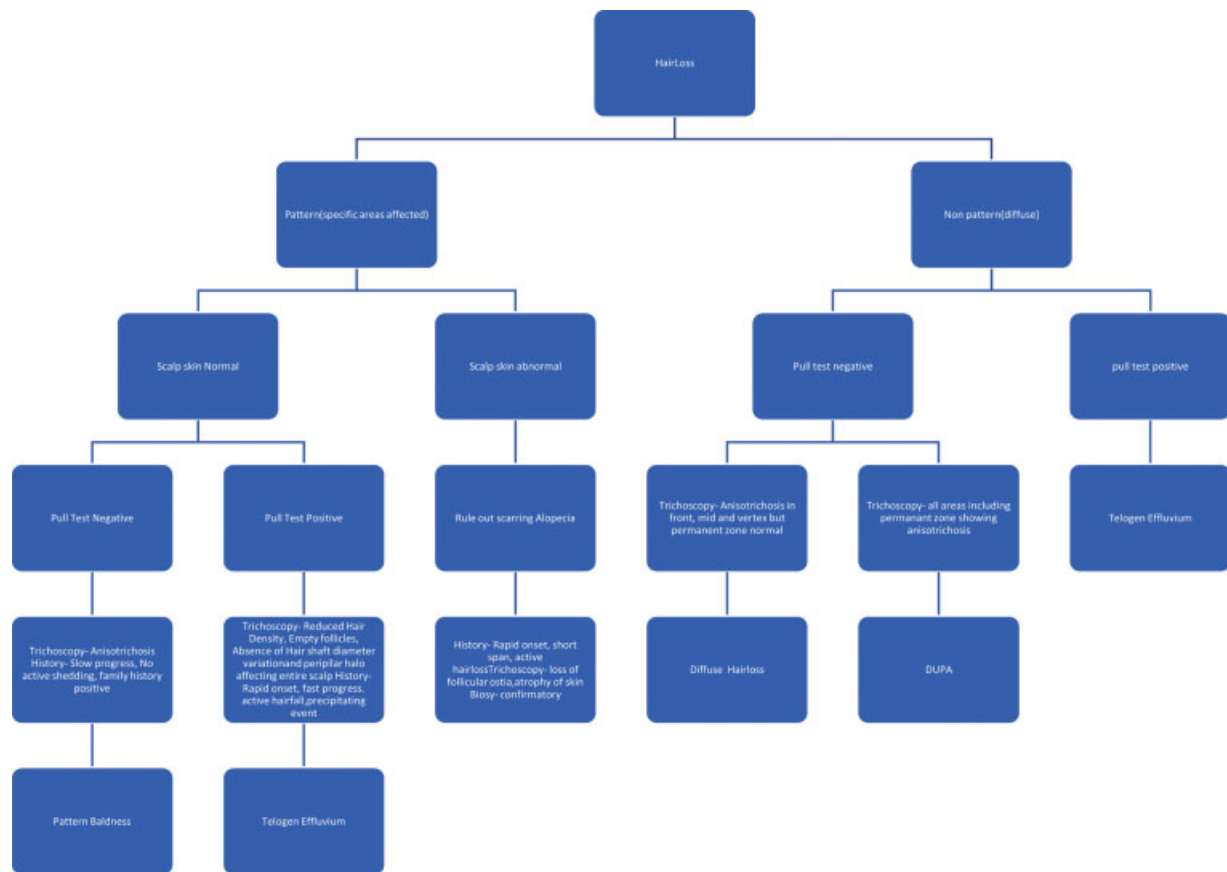 HairLoss
Pattern(specific areas affected)
Non pattern(diffuse)
Scalp skin Normal
Scalp skin abnormal
Pull test negative
pull test positive
Pull Test Negative
Pull Test Positive
Rule out scarring Alopecia
Trichoscopy- Anisotrichosis in
front, mid and vertex but
permanent zone normal
Trichoscopy- all areas including
permanant zone showing
anisotrichosis
Telogen Effluvium
Trichoscopy- Anisotrichosis
History- Slow progress, No
active shedding, family history
positive
Trichoscopy- Reduced Hair
Density, Empty follicles,
Absence of Hair shaft diameter
variationand peripilar halo
affecting entire scalp History-
Rapid onset, fast progress.
active hairfall,precipitating
event
History- Rapid onset, short
span, active
hairlossTrichoscopy- loss of
follicular ostia,atrophy of skin
Biosy- confirmatory
Diffuse Hairloss
DUPA
Pattern Baldness
Telogen Effluvium